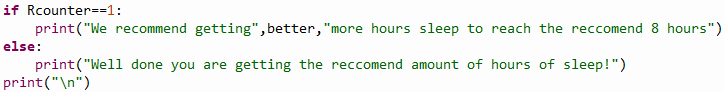 if Rcounter==1:
    print("We recommend getting",better,"more hours sleep to reach the reccomend 8 hours")
else:
    print("Well done you are getting the reccomend amount of hours of sleep!")
print("\n")